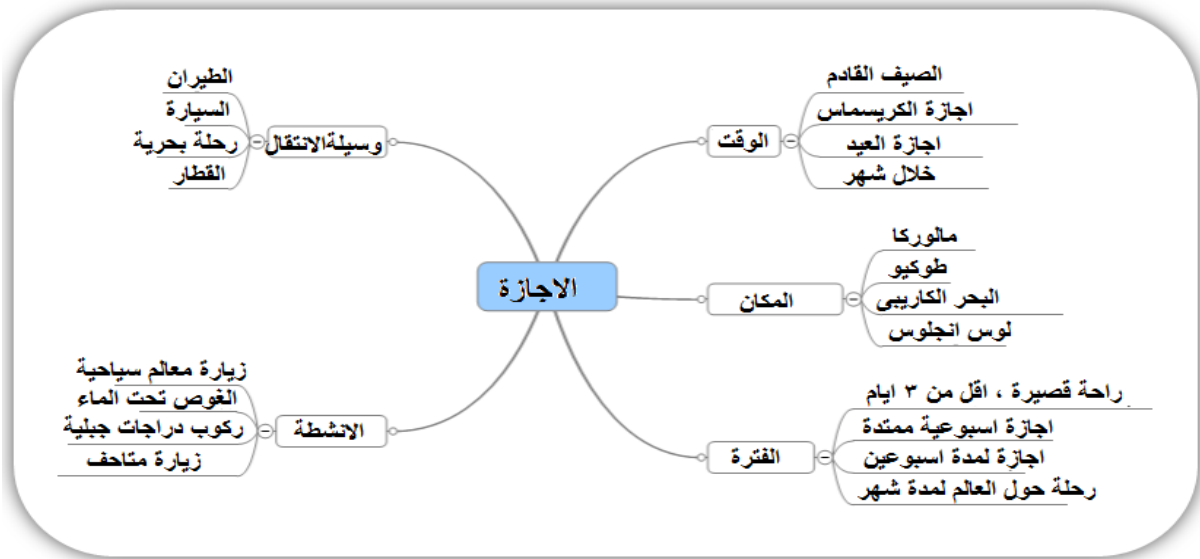 الاجازة
الوقت
الصيف القادم
اجازة الكريسماس
اجازة العيد
خلال شهر
المكان
مالوركا
طوكيو
البحر الكاريبى
لوس انجلوس
الفترة
راحة قصيرة ، اقل من ٣ ايام
اجازة اسبوعية ممتدة
اجازة لمدة اسبوعين
رحلة حول العالم لمدة شهر
وسيلةالانتقال
الطيران
السيارة
رحلة بحرية
القطار
الانشطة
زيارة معالم سياحية
الغوص تحت الماء
ركوب دراجات جبلية
زيارة متاحف